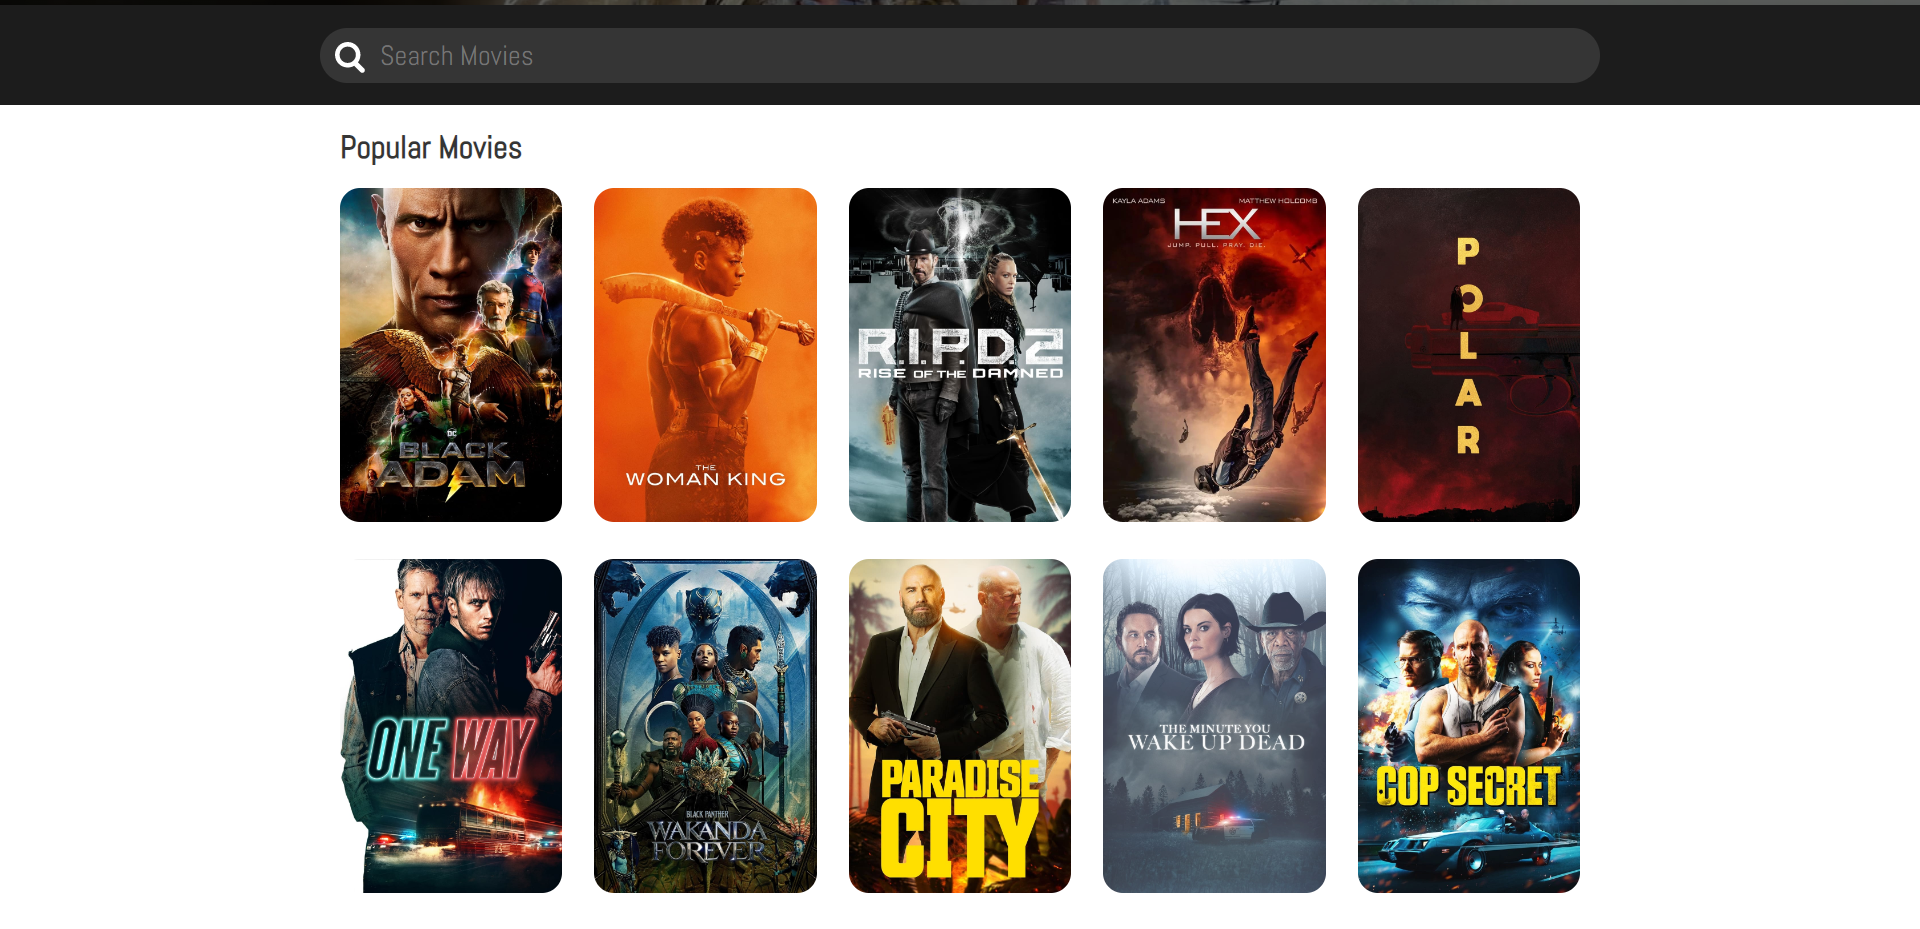 Search Movies
Popular Movies
DC
BLACK
ADAM
THE
WOMAN KING
R.I.P.D.2
RISE OF THE DAMNED
KAYLA ADAMS MATTHEW HOLCOMB
HEX
JUMP. PULL. PRAY. DIE.
P
O
L
A
R
ONE WAY
BLACK PANTHER
WAKANDA
FOREVER
PARADISE
CITY
THE MINUTE YOU
WAKE UP DEAD
COP SECRET